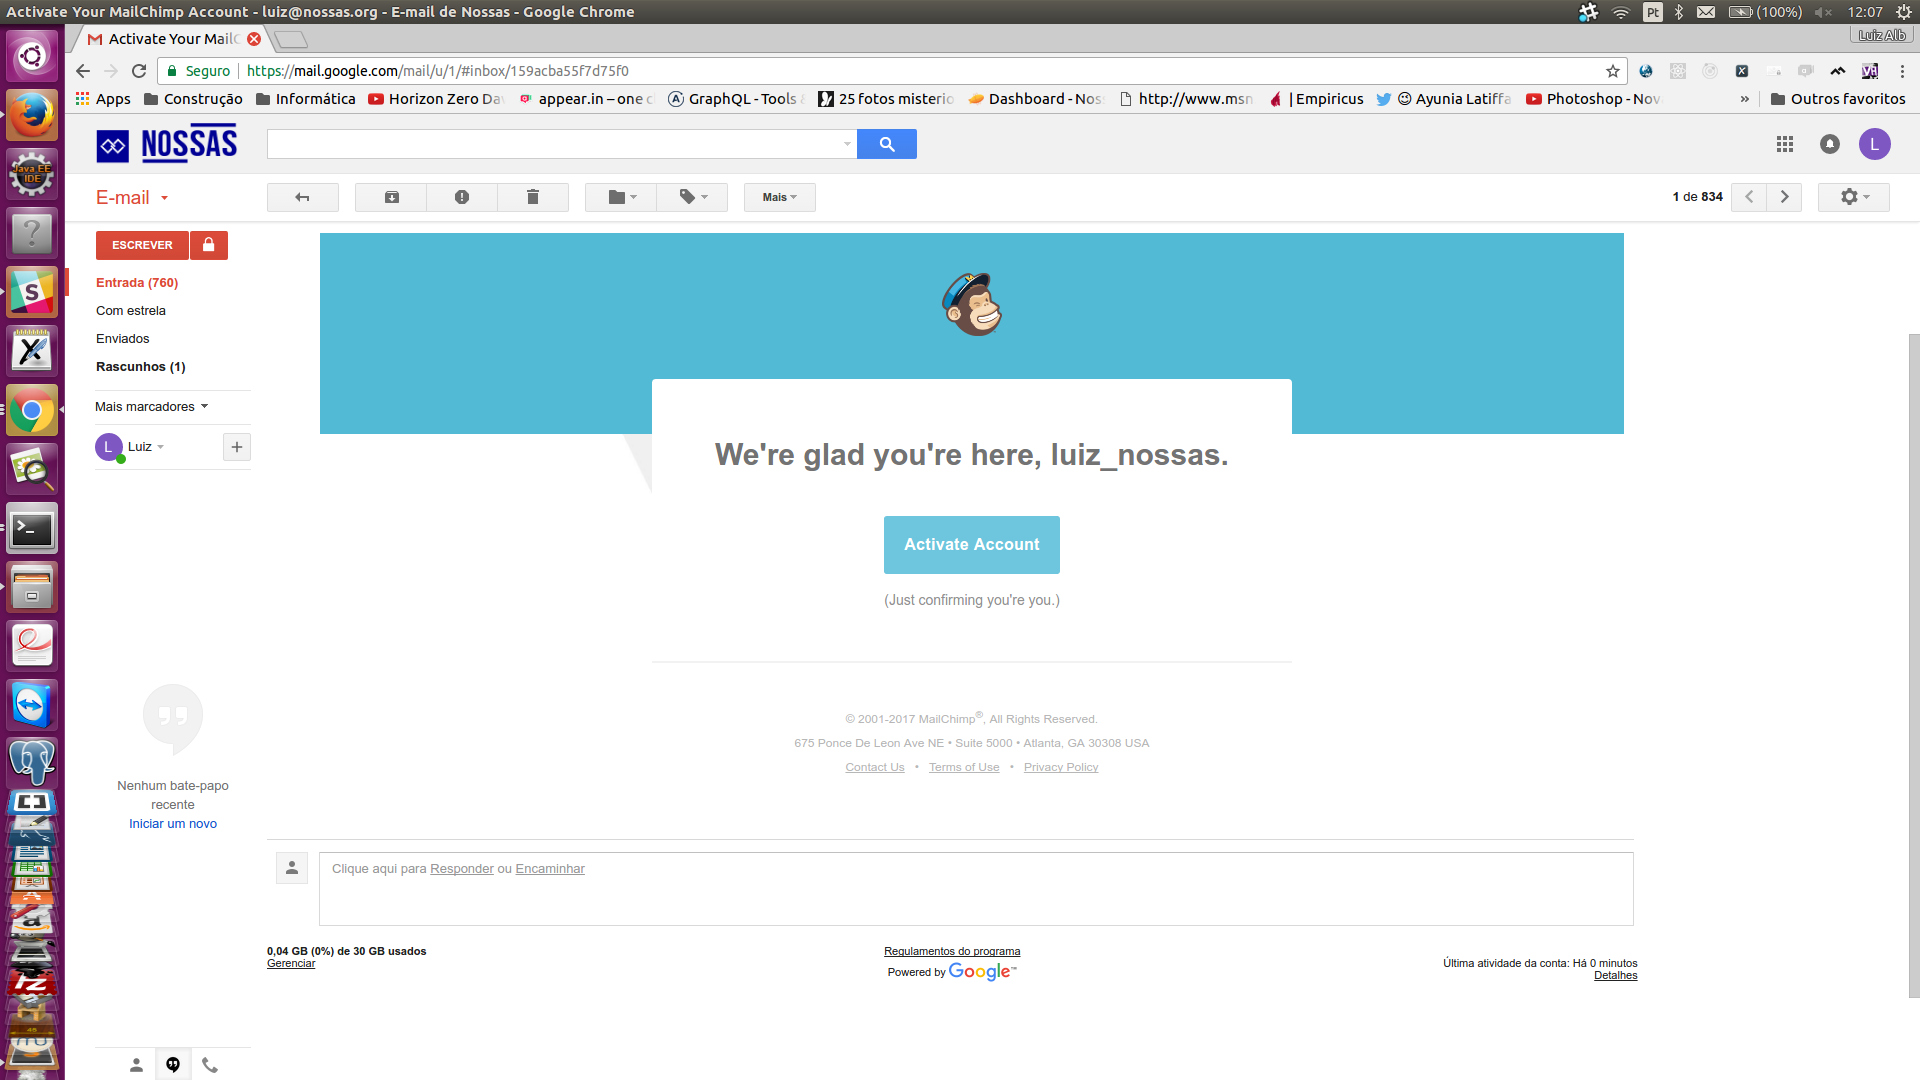 Activate Your MailChimp Account - luiz@nossas.org - E-mail de Nossas - Google Chrome
Pt
(100%)
12:07
Activate Your MailC
Luiz Alb
Seguro
https://mail.google.com/mail/u/1/#inbox/159acba55f7d75f0
Apps
Construção
Informática
Horizon Zero Da
appear.in – one c
GraphQL - Tools
25 fotos misterio
Dashboard - Nos
http://www.msn
| Empiricus
Ayunia Latiffa
Photoshop - Nov
»
Outros favoritos
NOSSAS
L
E-mail
Mais
1 de 834
ESCREVER
Entrada (760)
Com estrela
Enviados
Rascunhos (1)
Mais marcadores
L
Luiz
+
We're glad you're here, luiz_nossas.
Activate Account
(Just confirming you're you.)
© 2001-2017 MailChimp®, All Rights Reserved.
675 Ponce De Leon Ave NE • Suite 5000 • Atlanta, GA 30308 USA
Contact Us • Terms of Use • Privacy Policy
Nenhum bate-papo
recente
Iniciar um novo
Clique aqui para Responder ou Encaminhar
0,04 GB (0%) de 30 GB usados
Gerenciar
Regulamentos do programa
Powered by Google™
Última atividade da conta: Há 0 minutos
Detalhes
Java EE
IDE